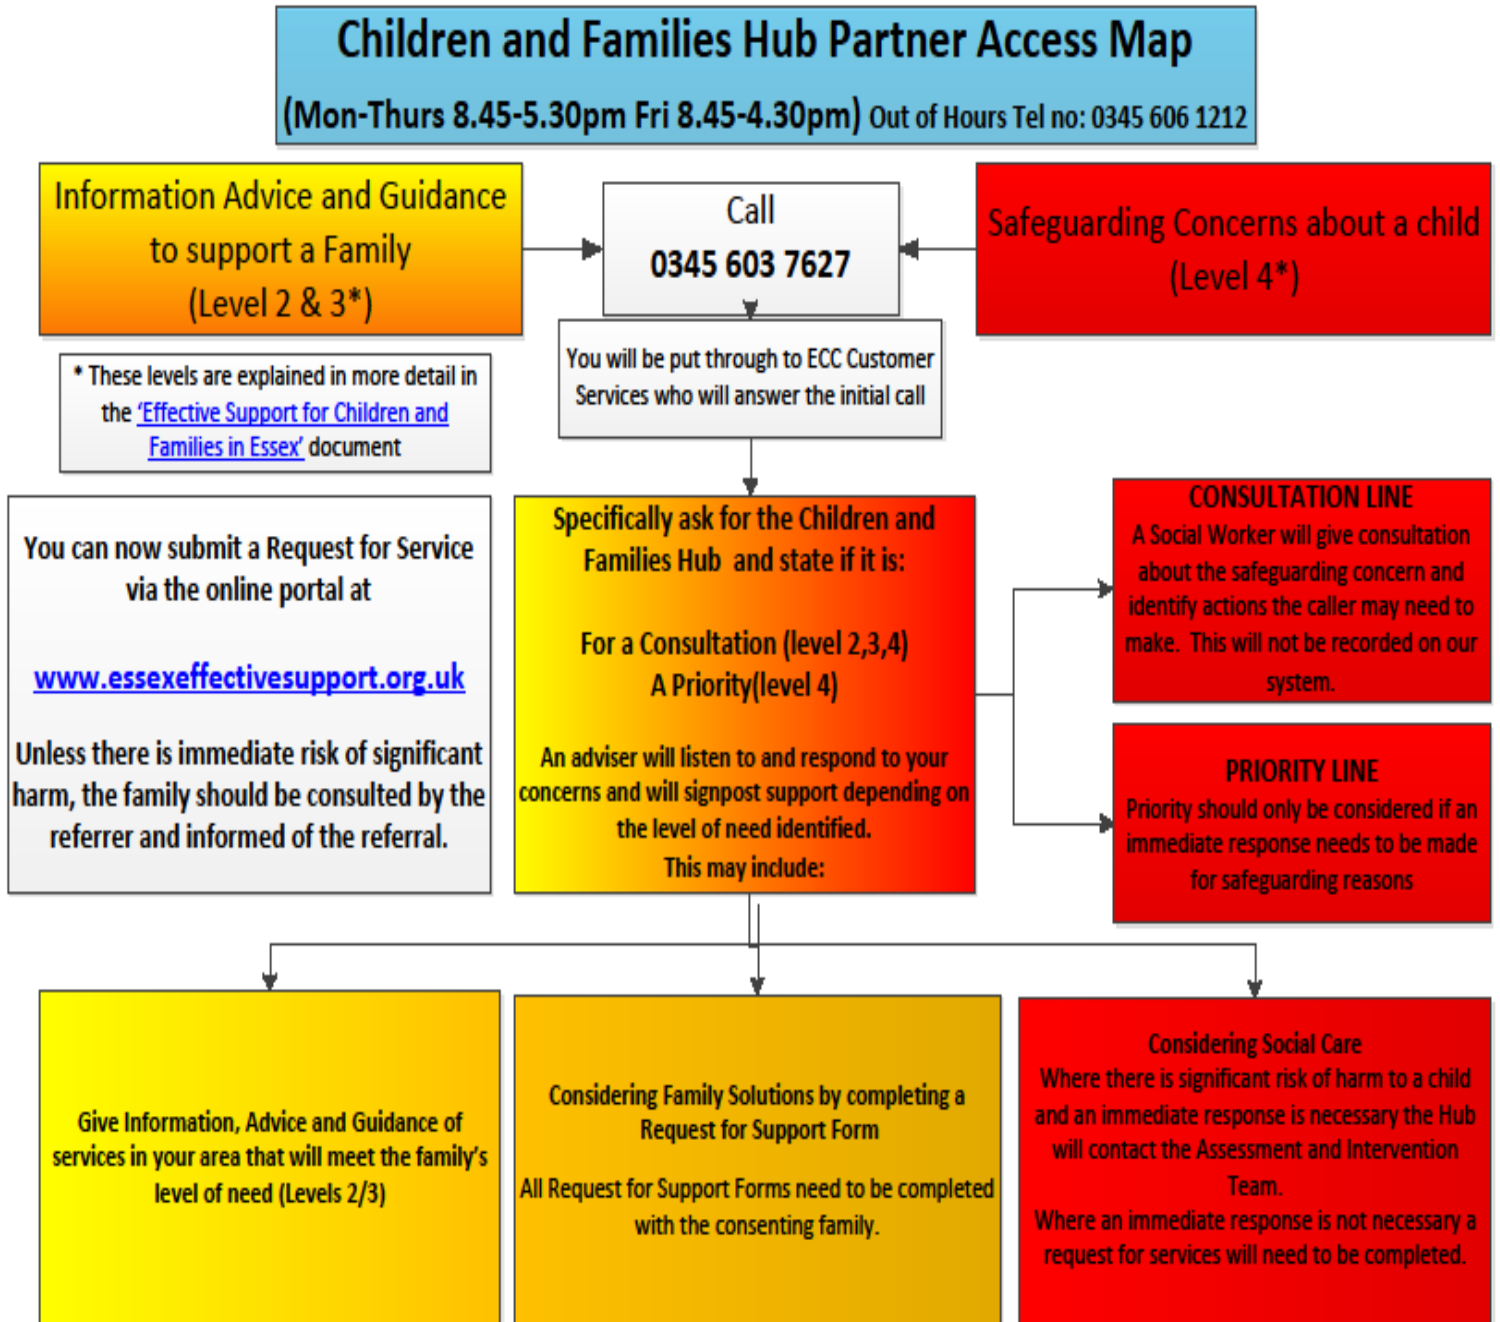 Children and Families Hub Partner Access Map
(Mon-Thurs 8.45-5.30pm Fri 8.45-4.30pm) Out of Hours Tel no: 0345 606 1212
Information Advice and Guidance
to support a Family
(Level 2 & 3*)
Call
0345 603 7627
Safeguarding Concerns about a child
(Level 4*)
You will be put through to ECC Customer
Services who will answer the initial call
* These levels are explained in more detail in
the 'Effective Support for Children and
Families in Essex' document
You can now submit a Request for Service
via the online portal at
www.essexeffectivesupport.org.uk
Unless there is immediate risk of significant
harm, the family should be consulted by the
referrer and informed of the referral.
Specifically ask for the Children and
Families Hub and state if it is:
For a Consultation (level 2,3,4)
A Priority(level 4)
An adviser will listen to and respond to your
concerns and will signpost support depending on
the level of need identified.
This may include:
CONSULTATION LINE
A Social Worker will give consultation
about the safeguarding concern and
identify actions the caller may need to
make. This will not be recorded on our
system.
PRIORITY LINE
Priority should only be considered if an
immediate response needs to be made
for safeguarding reasons
Give Information, Advice and Guidance of
services in your area that will meet the family's
level of need (Levels 2/3)
Considering Family Solutions by completing a
Request for Support Form
All Request for Support Forms need to be completed
with the consenting family.
Considering Social Care
Where there is significant risk of harm to a child
and an immediate response is necessary the Hub
will contact the Assessment and Intervention
Team.
Where an immediate response is not necessary a
request for services will need to be completed.